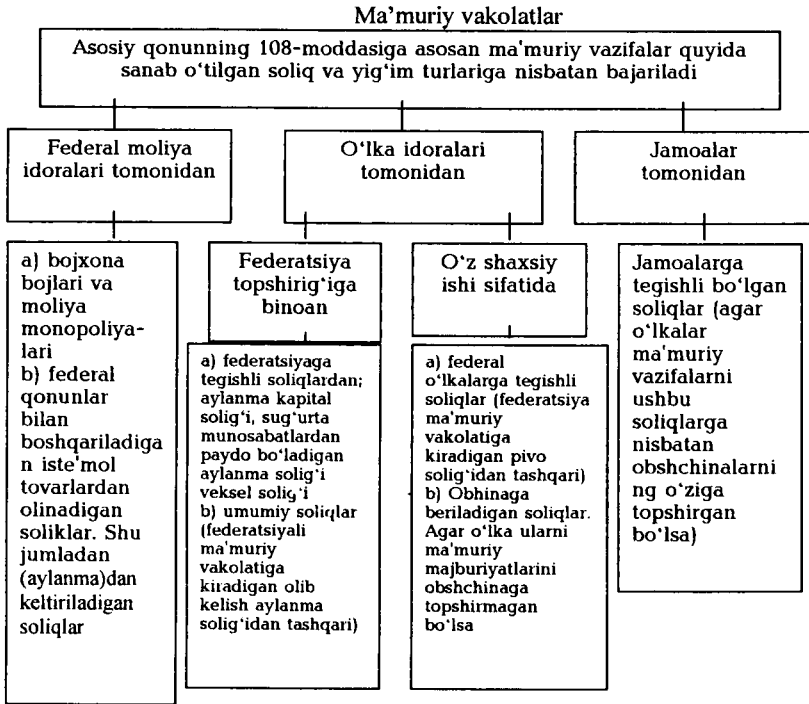 Ma'muriy vakolatlar
Asosiy qonunning 108-moddasiga asosan ma'muriy vazifalar quyida
sanab o‘tilgan soliq va yig‘im turlariga nisbatan bajariladi
Federal moliya
idoralari tomonidan
O‘lka idoralari
tomonidan
Jamoalar
tomonidan
a) bojxona
bojlari va
moliya
monopoliya-
lari
b) federal
qonunlar
bilan
boshqariladiga
n iste'mol
tovarlardan
olinadigan
soliklar. Shu
jumladan
(aylanma)dan
keltiriladigan
soliqlar
Federatsiya
topshirig‘iga
binoan
a) federatsiyaga
tegishli soliqlardan;
aylanma kapital
solig‘i, sug‘urta
munosabatlardan
paydo bo‘ladigan
aylanma solig‘i
veksel solig‘i
b) umumiy soliqlar
(federatsiyali
ma'muriy
vakolatiga
kiradigan olib
kelish aylanma
solig‘idan tashqari)
O‘z shaxsiy
ishi sifatida
a) federal
o‘lkalarga tegishli
soliqlar (federatsiya
ma'muriy
vakolatiga
kiradigan pivo
solig‘idan tashqari)
b) Obhinaga
beriladigan soliqlar.
Agar o‘lka ularni
ma'muriy
majburiyatlarini
obshchinaga
topshirmagan
bo‘lsa
Jamoalarga
tegishli bo‘lgan
soliqlar (agar
o‘lkalar
ma'muriy
vazifalarni
ushbu
soliqlarga
nisbatan
obshchinalarni
ng o‘ziga
topshirgan
bo‘lsa)